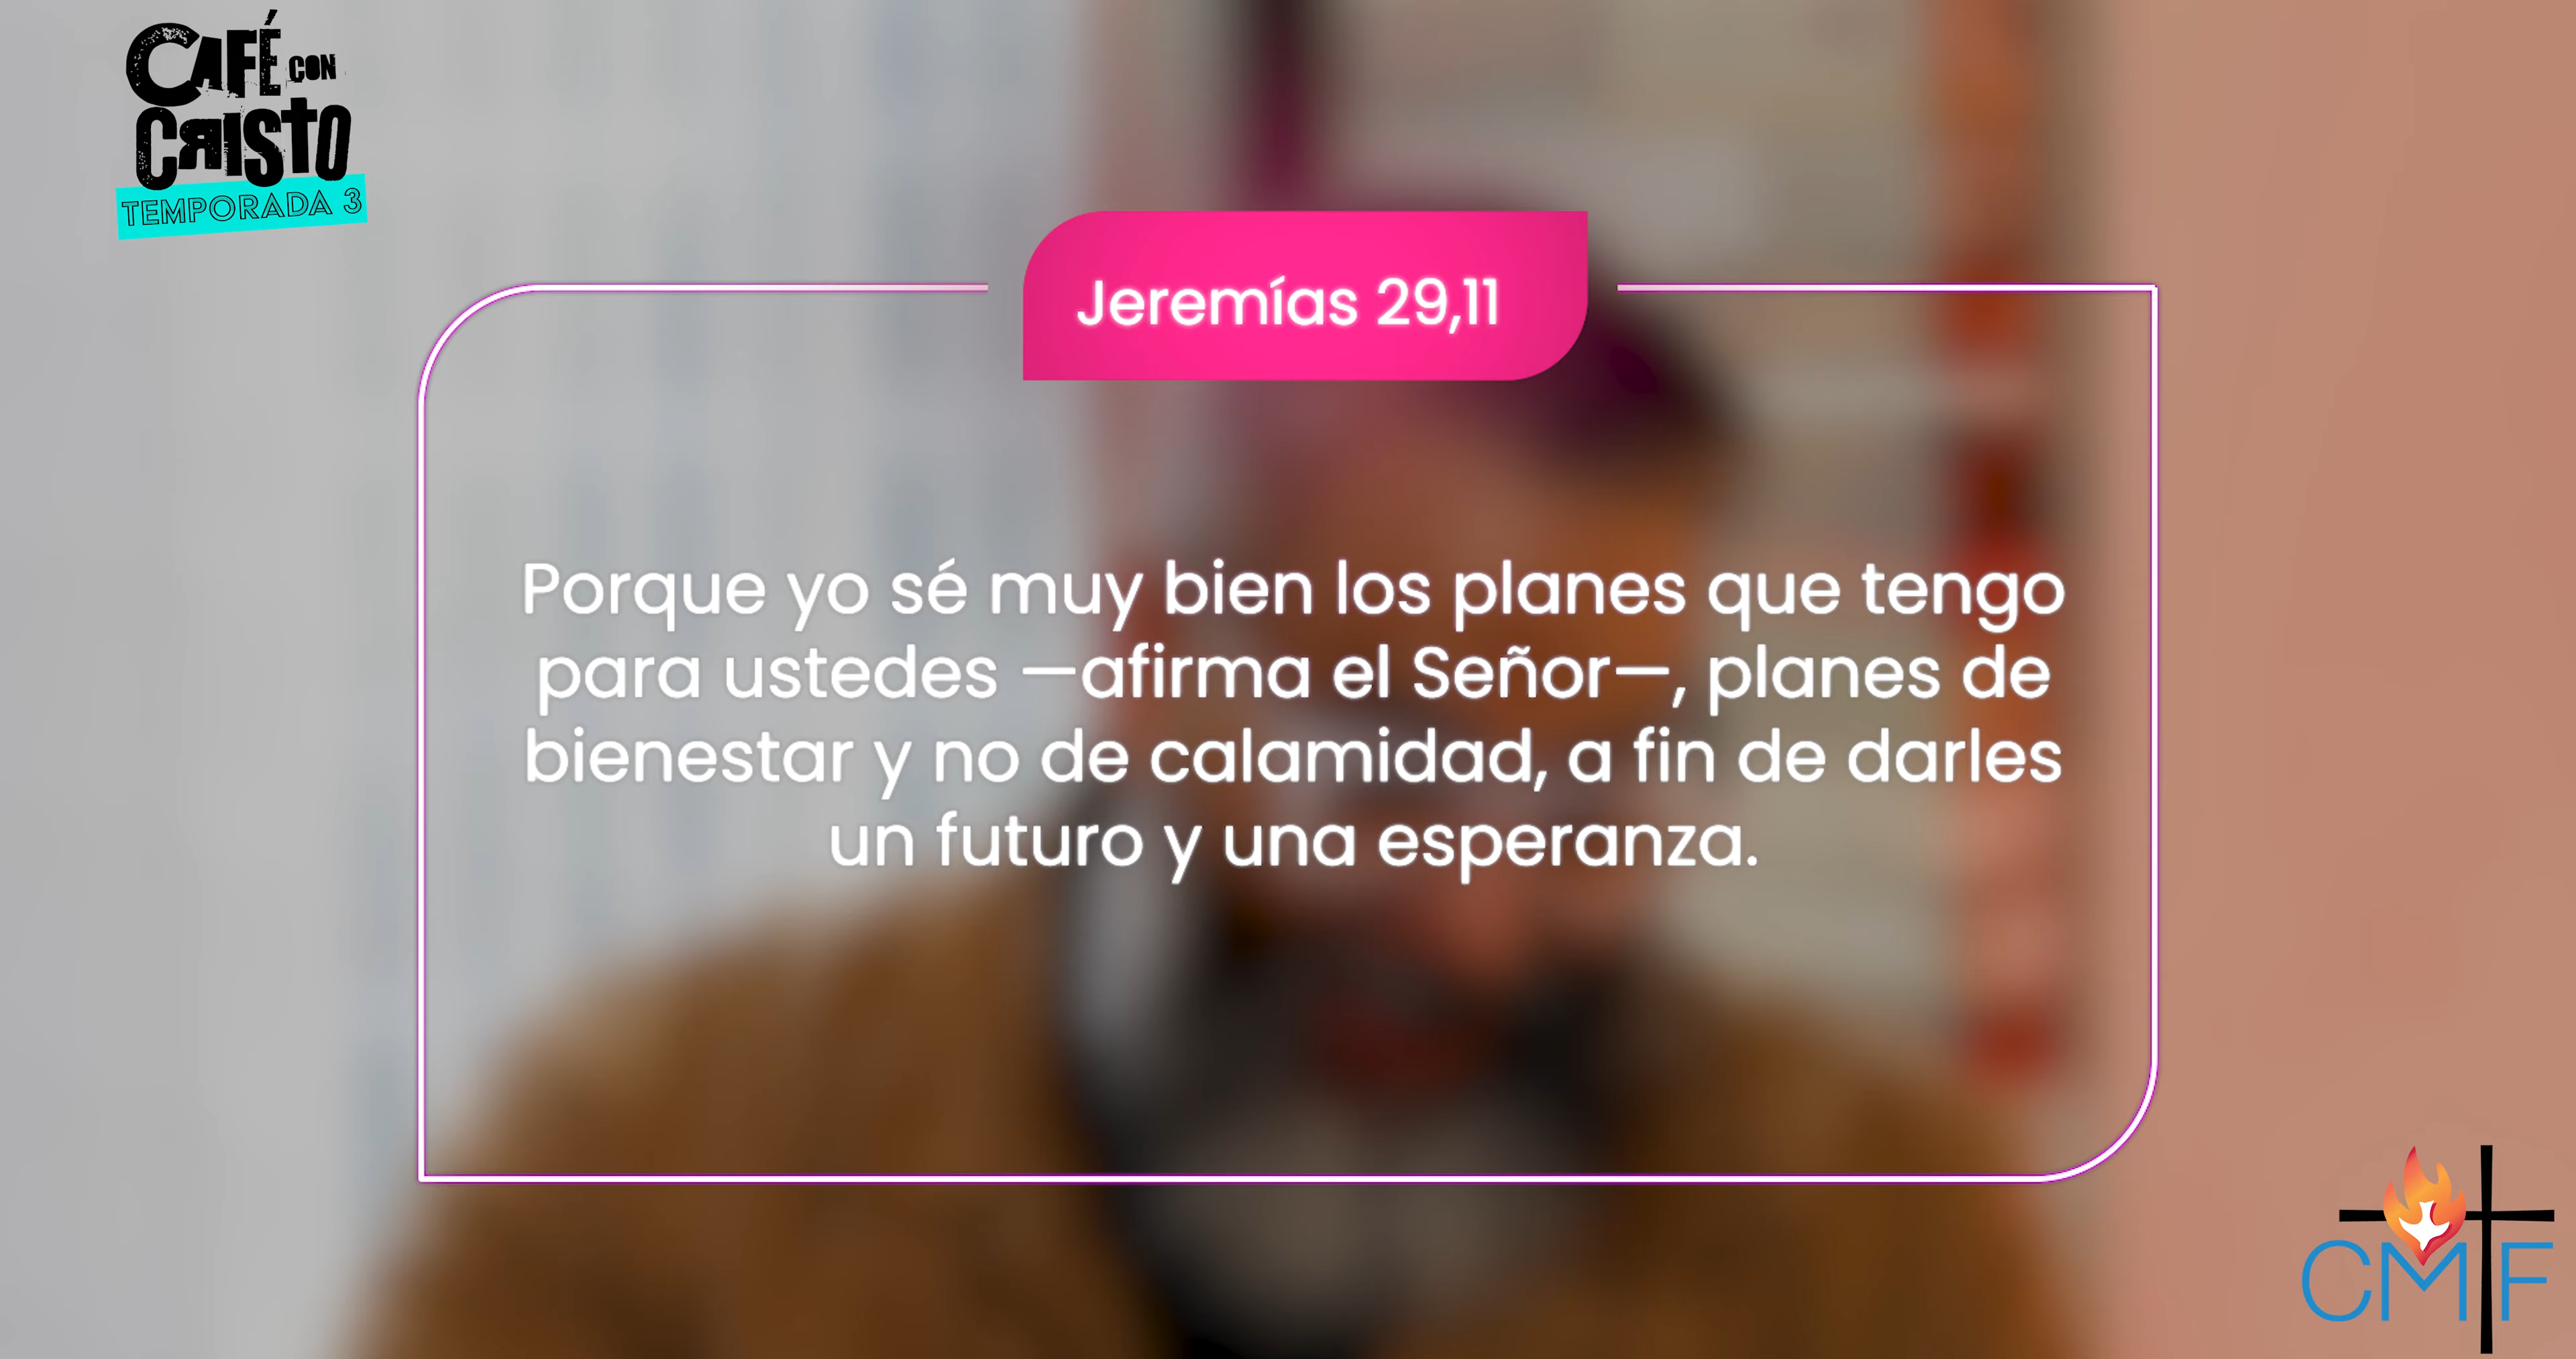 CAFÉ CON
CRISTO
TEMPORADA 3
Jeremías 29,11
Porque yo sé muy bien los planes que tengo
para ustedes —afirma el Señor—, planes de
bienestar y no de calamidad, a fin de darles
un futuro y una esperanza.
CMF